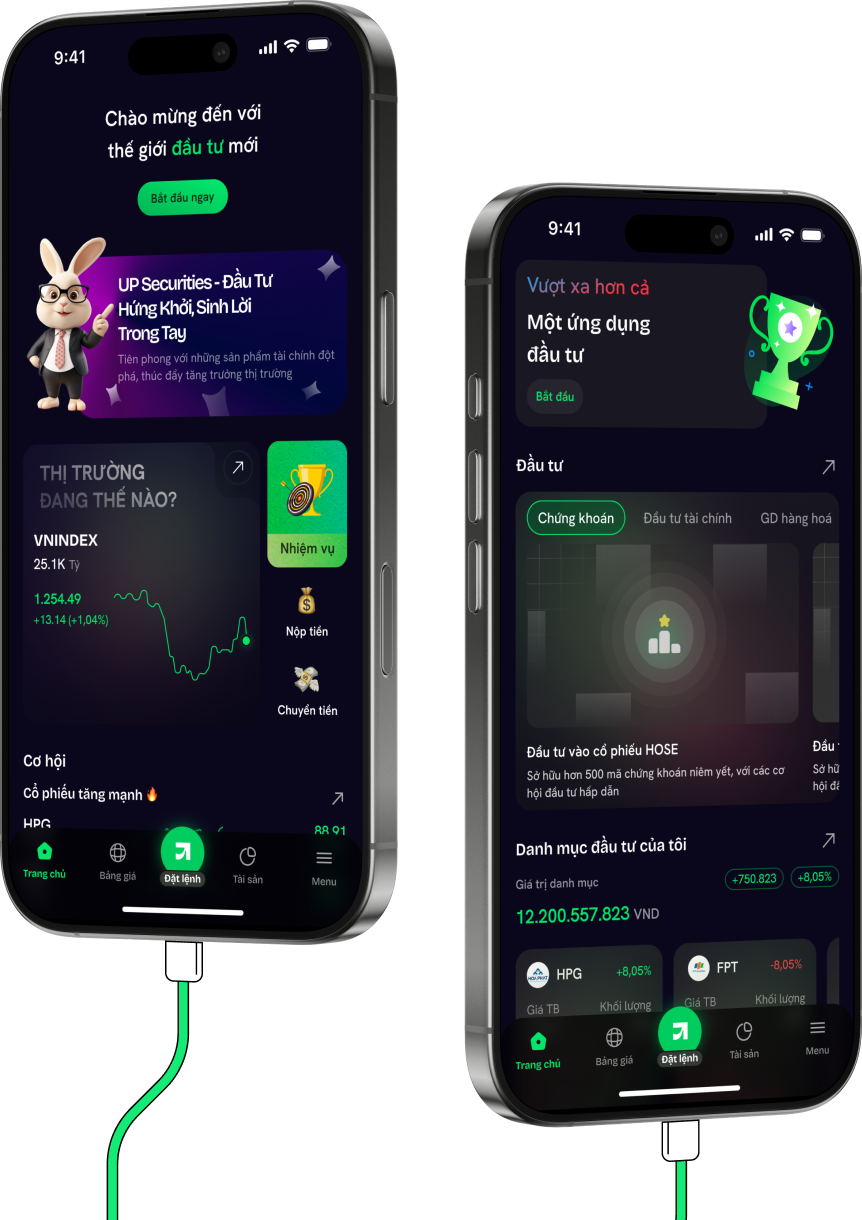 9:41
Chào mừng đến với
thế giới đầu tư mới
Bắt đầu ngay
UP Securities - Đầu Tư
Hứng Khởi, Sinh Lời
Trong Tay
Tiên phong với những sản phẩm tài chính đột
phá, thúc đẩy tăng trưởng thị trường
THỊ TRƯỜNG
ĐANG THẾ NÀO?
VNINDEX
25.1K Tỷ
1.254.49
+13.14 (+1,04%)
Nhiệm vụ
Nộp tiền
Chuyển tiền
Cơ hội
Cổ phiếu tăng mạnh
HPG
88.91
Trang chủ
Bảng giá
Đặt lệnh
Tài sản
Menu
9:41
Vượt xa hơn cả
Một ứng dụng
đầu tư
Bắt đầu
Đầu tư
Chứng khoán
Đầu tư tài chính
GD hàng hoá
Đầu tư vào cổ phiếu HOSE
Sở hữu hơn 500 mã chứng khoán niêm yết, với các cơ
hội đầu tư hấp dẫn
Đầu
Sở hữ
hội đầ
Danh mục đầu tư của tôi
Giá trị danh mục
+750.823
+8,05%
12.200.557.823 VND
HOA PHAT
HPG
+8,05%
Giá TB
Khối lượng
FPT
-8,05%
Giá TB
Khối lượng
Trang chủ
Bảng giá
Đặt lệnh
Tài sản
Menu